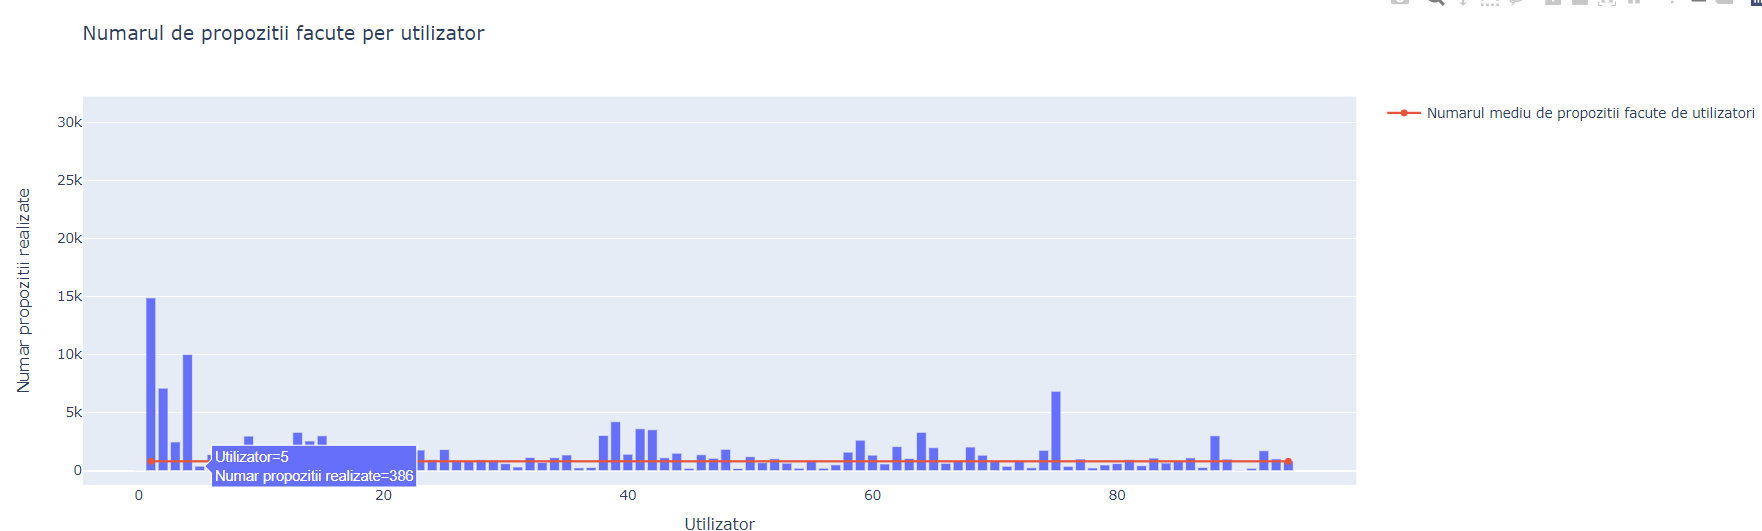 Numarul de propozitii facute per utilizator
Numarul mediu de propozitii facute de utilizatori
Numar propozitii realizate
30k
25k
20k
15k
10k
5k
0
Utilizator=5
Numar propozitii realizate=386
0
20
40
60
80
Utilizator